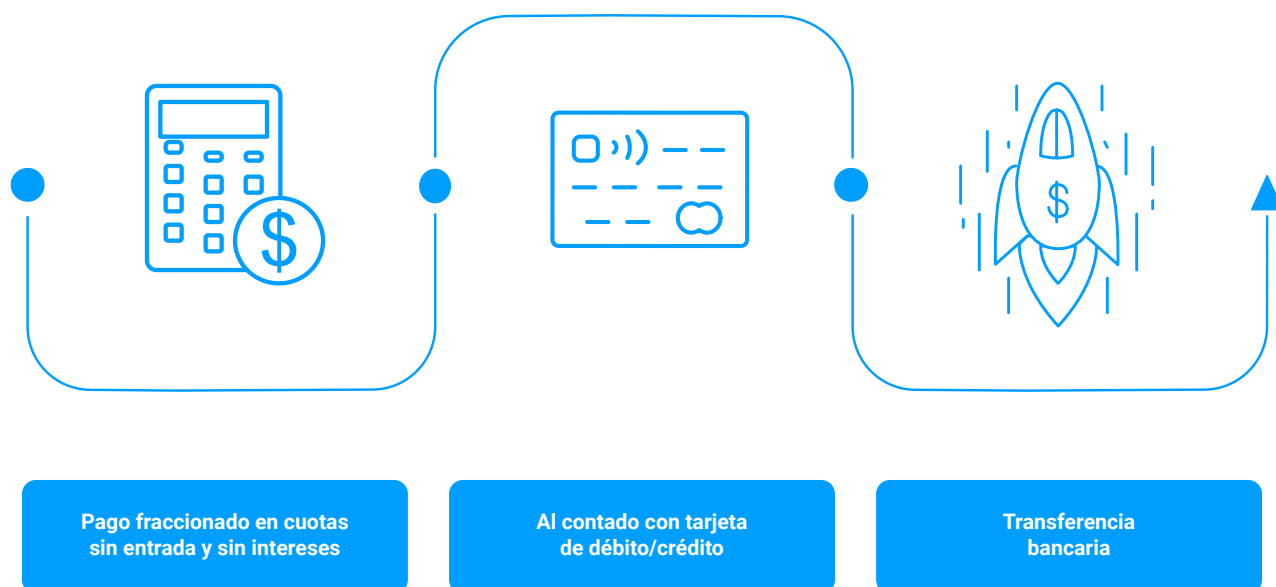 $
$
Pago fraccionado en cuotas
sin entrada y sin intereses
Al contado con tarjeta
de débito/crédito
Transferencia
bancaria